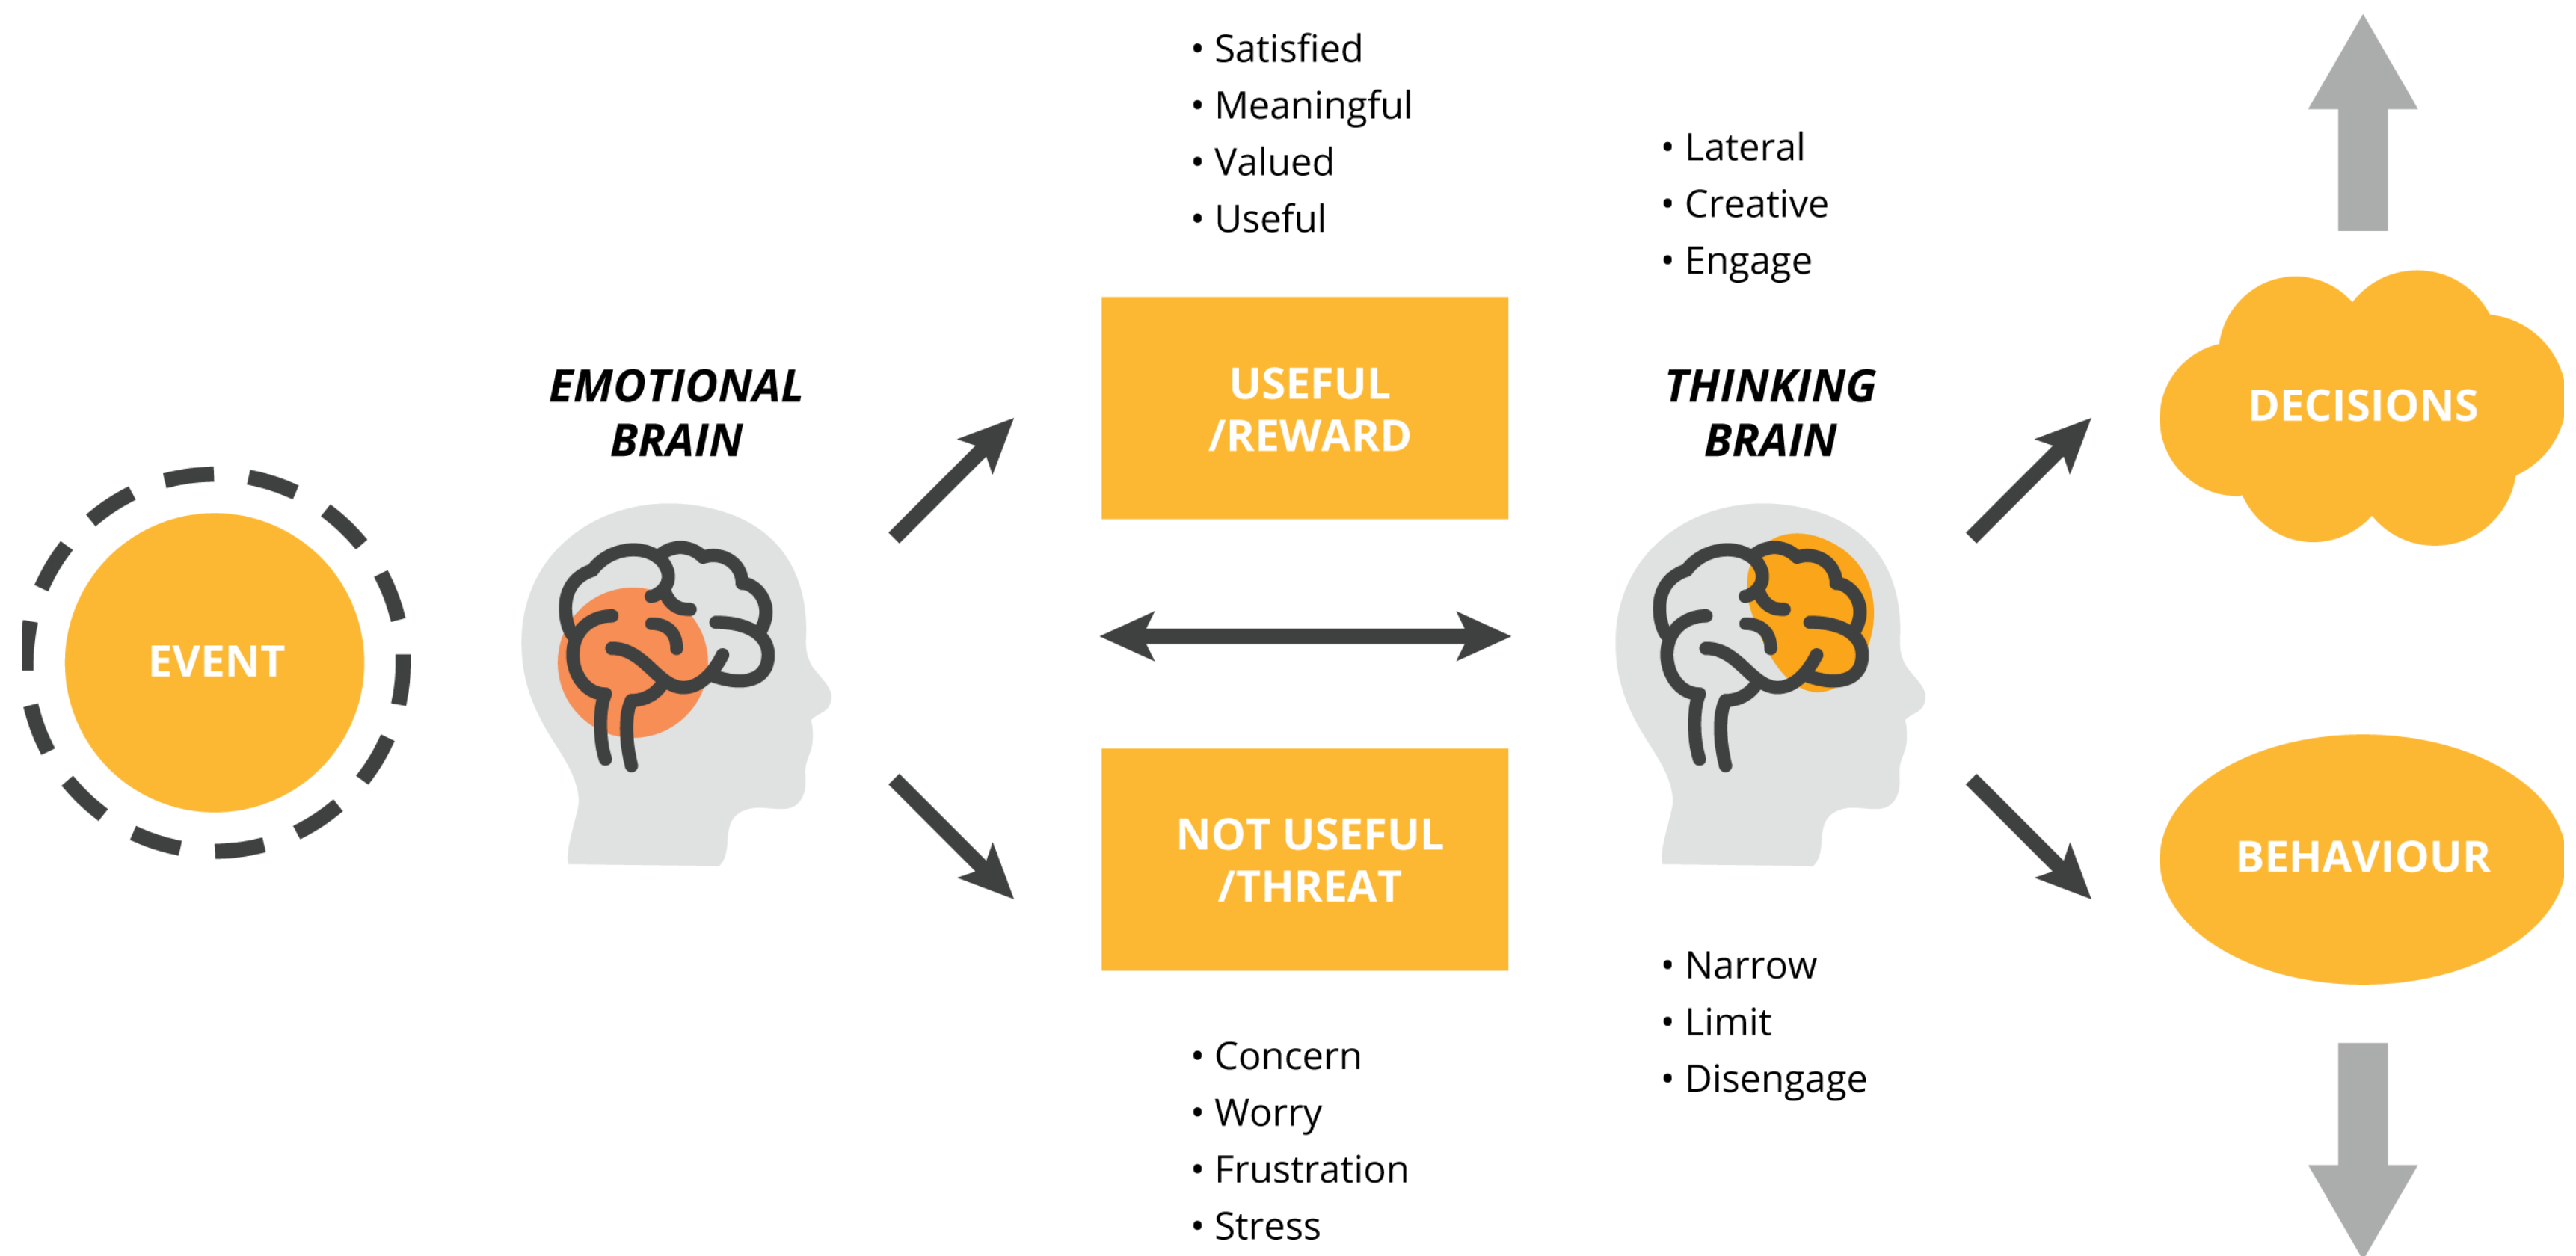 EVENT
EMOTIONAL
BRAIN
• Satisfied
• Meaningful
• Valued
• Useful
USEFUL
/REWARD
NOT USEFUL
/THREAT
• Concern
• Worry
• Frustration
• Stress
• Lateral
• Creative
• Engage
THINKING
BRAIN
• Narrow
• Limit
• Disengage
DECISIONS
BEHAVIOUR